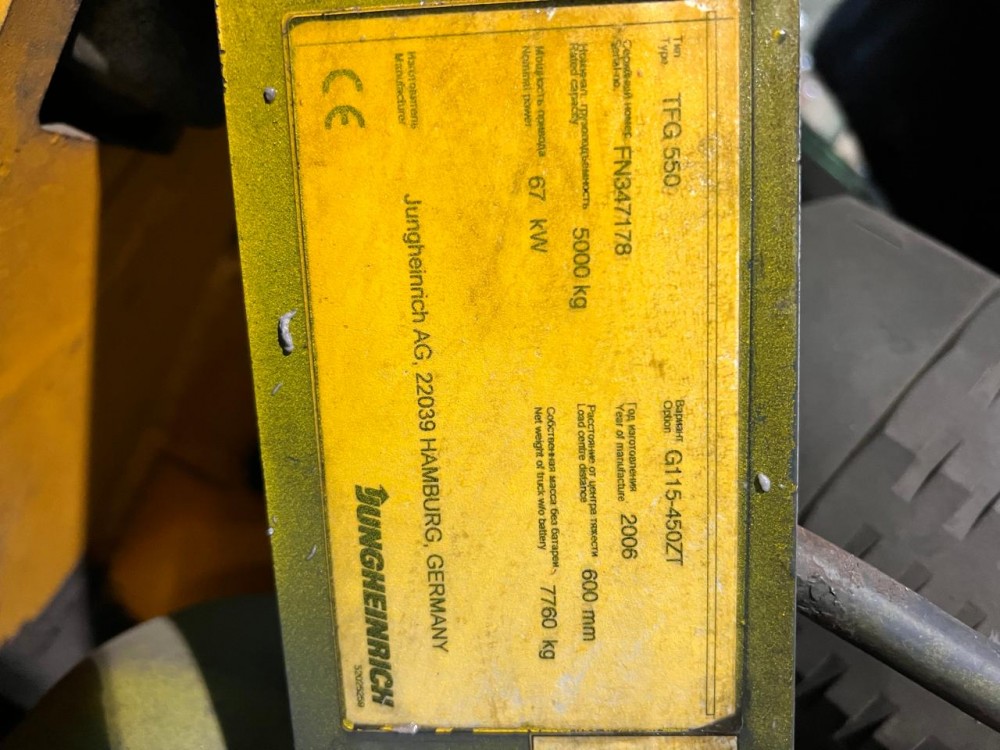 Тип
Type TFG 550
Вариант
Option G115-450ZT
Серийный номер
Serial-no. FN347178
Год изготовления
Year of manufacture 2006
Номинал. грузоподъемность
Rated capacity 5000 kg
Расстояние от центра тяжести
Load centre distance 600 mm
Мощность привода
Nominal power 67 kW
Собственная масса без батареи
Net weight of truck w/o battery 7760 kg
Изготовитель
Manufacturer
Jungheinrich AG, 22039 HAMBURG, GERMANY
CE
JUNGHEINRICH